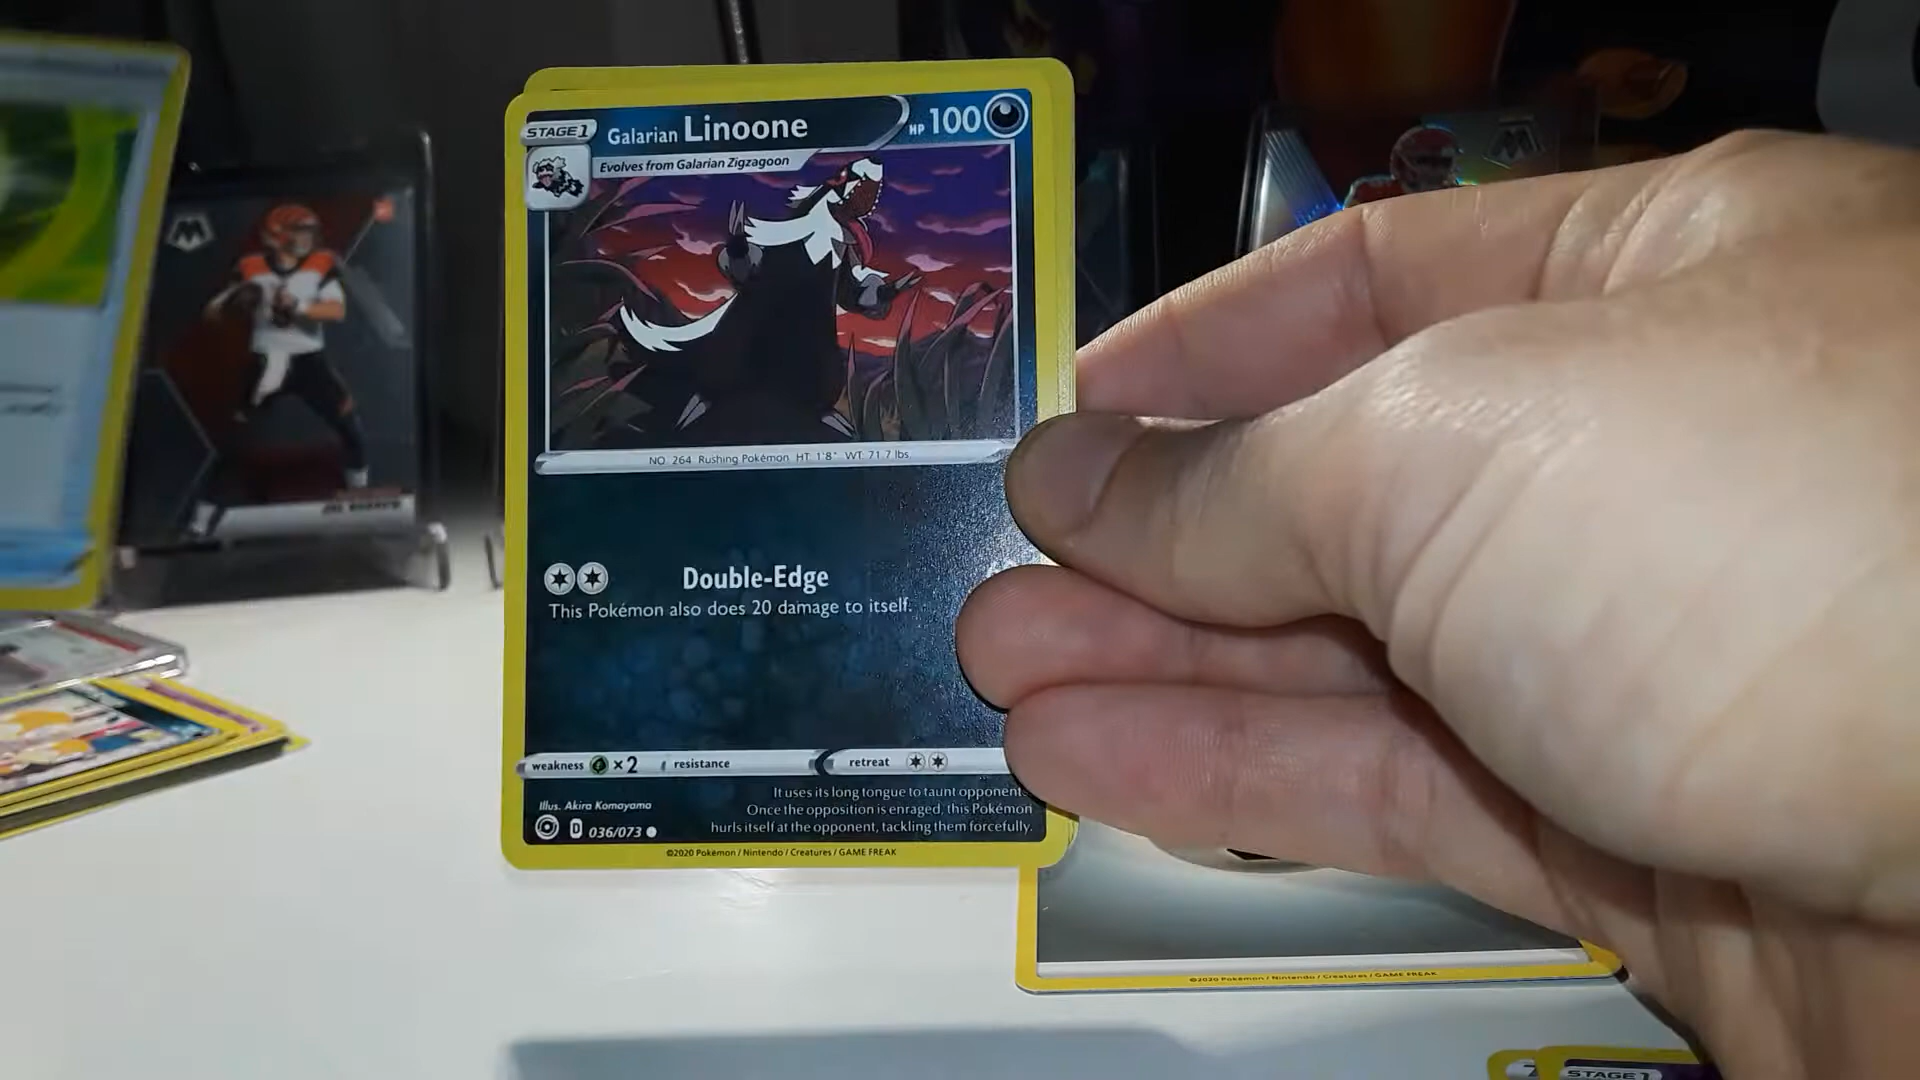 STAGE 1
Galarian Linoone
HP 100
Evolves from Galarian Zigzagoon
NO. 264 Rushing Pokémon HT: 1'8" WT: 71.7 lbs.
Double-Edge
This Pokémon also does 20 damage to itself.
weakness ×2 resistance retreat
Illus. Akira Komayama
It uses its long tongue to taunt opponents.
Once the opposition is enraged, this Pokémon
hurls itself at the opponent, tackling them forcefully.
D 036/073
©2020 Pokémon / Nintendo / Creatures / GAME FREAK
©2020 Pokémon / Nintendo / Creatures / GAME FREAK
STAGE 1